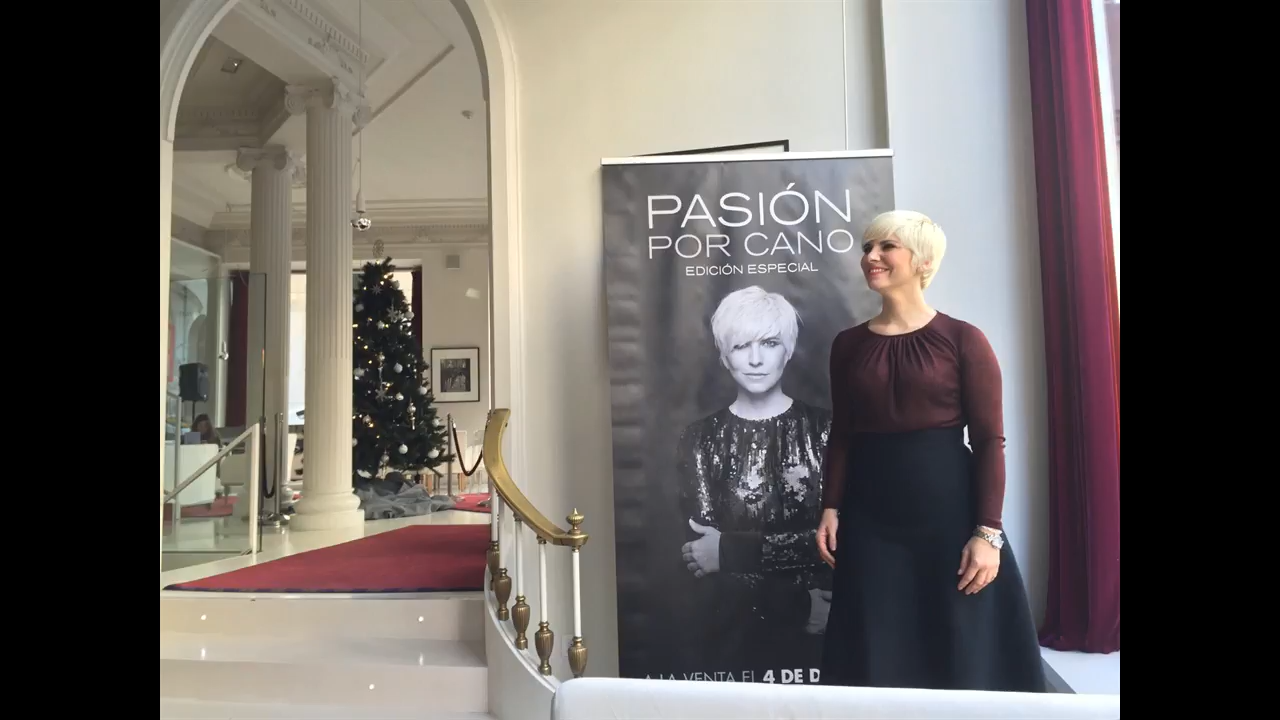 PASIÓN
POR CANO
EDICIÓN ESPECIAL
A LA VENTA EL 4 DE D